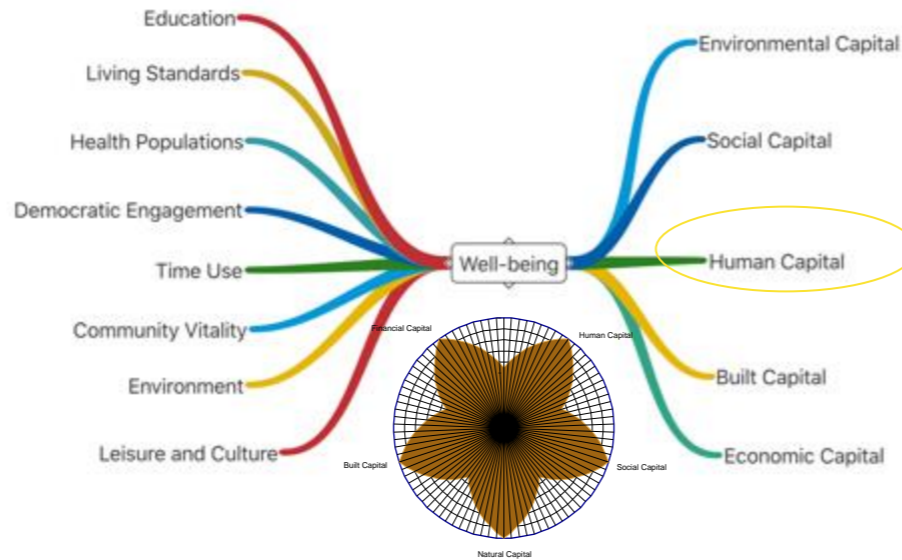 Education
Living Standards
Health Populations
Democratic Engagement
Time Use
Community Vitality
Environment
Leisure and Culture
Well-being
Environmental Capital
Social Capital
Human Capital
Built Capital
Economic Capital
Financial Capital
Human Capital
Built Capital
Social Capital
Natural Capital